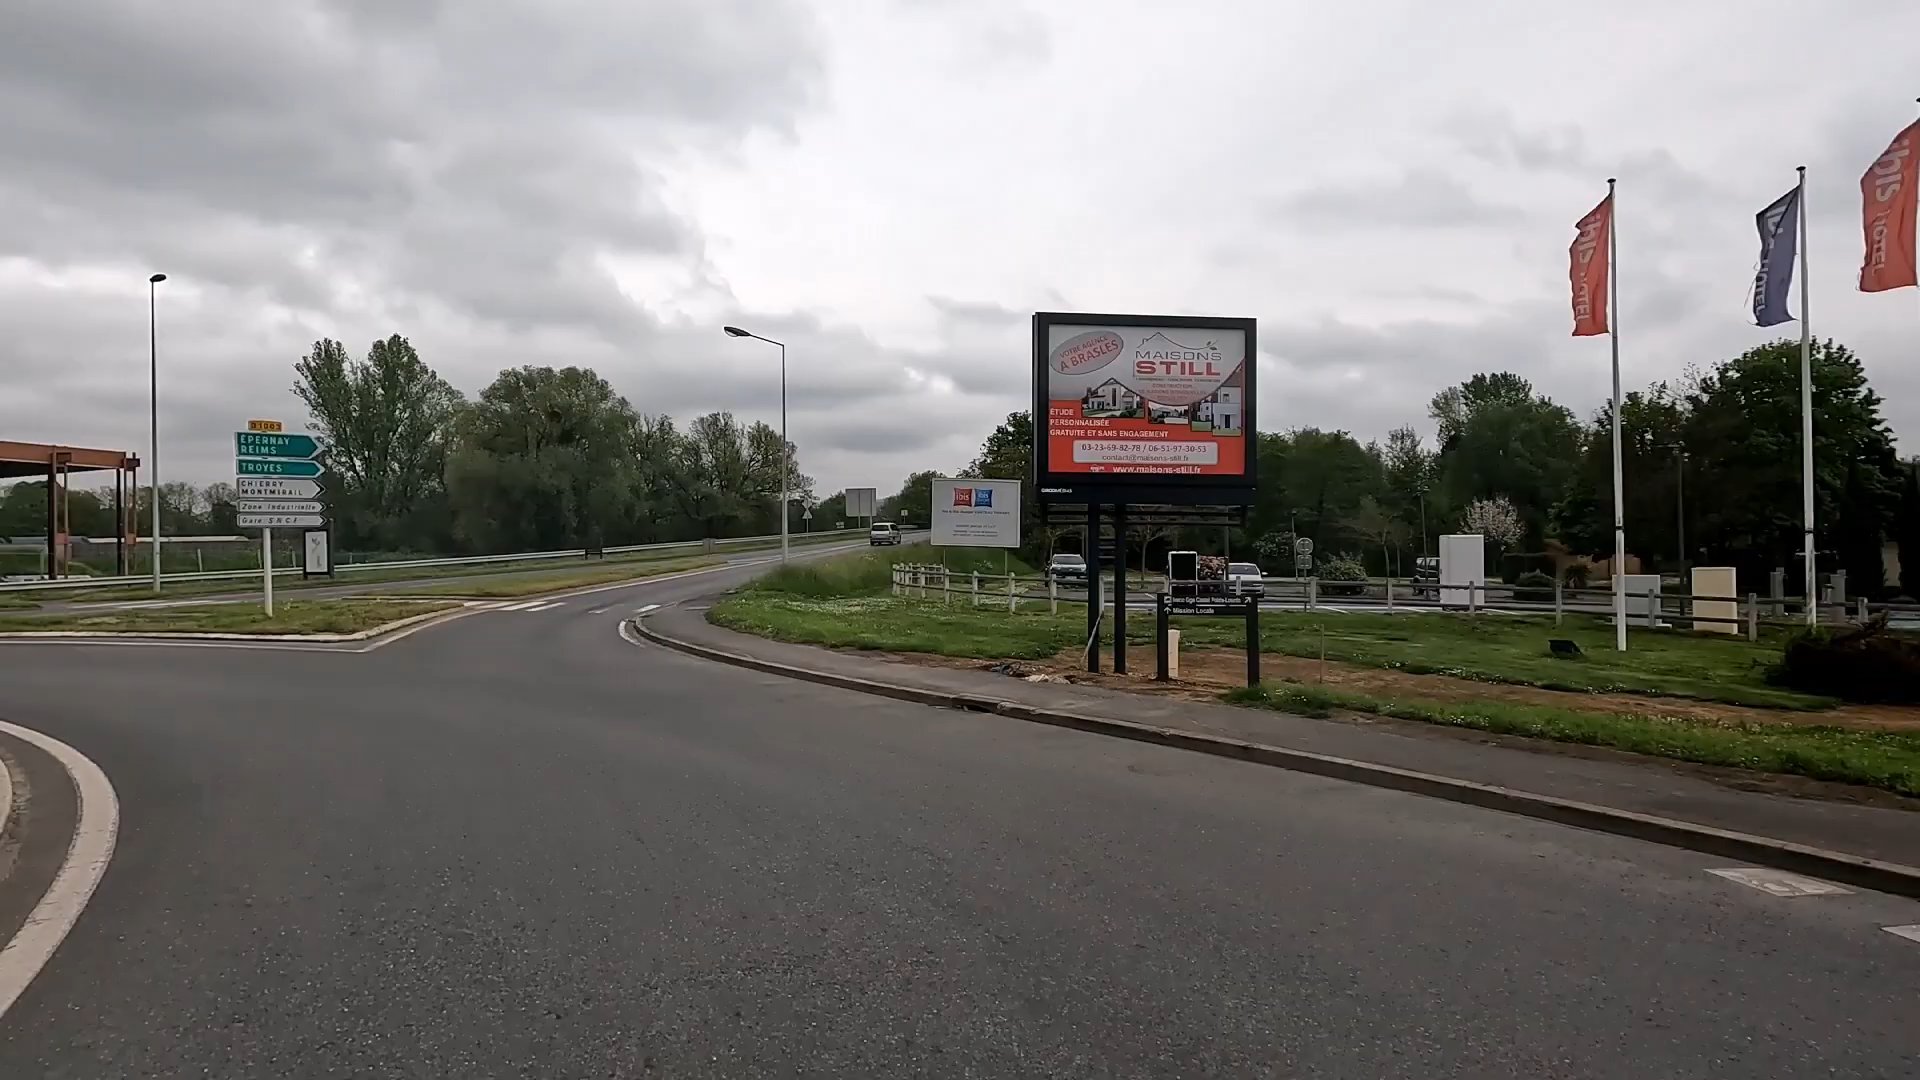 D1003
ÉPERNAY
REIMS
TROYES
CHIERRY
MONTMIRAIL
Zone Industrielle
Gare S.N.C.F
ibis
ibis
VOTRE AGENCE
A BRASLES
MAISONS
STILL
ÉTUDE
PERSONNALISÉE
GRATUITE ET SANS ENGAGEMENT
03-23-69-82-78 / 06-51-97-30-53
contact@maisons-still.fr
www.maisons-still.fr
Mission Locale
ibis HOTEL
HOTEL
ibis HOTEL